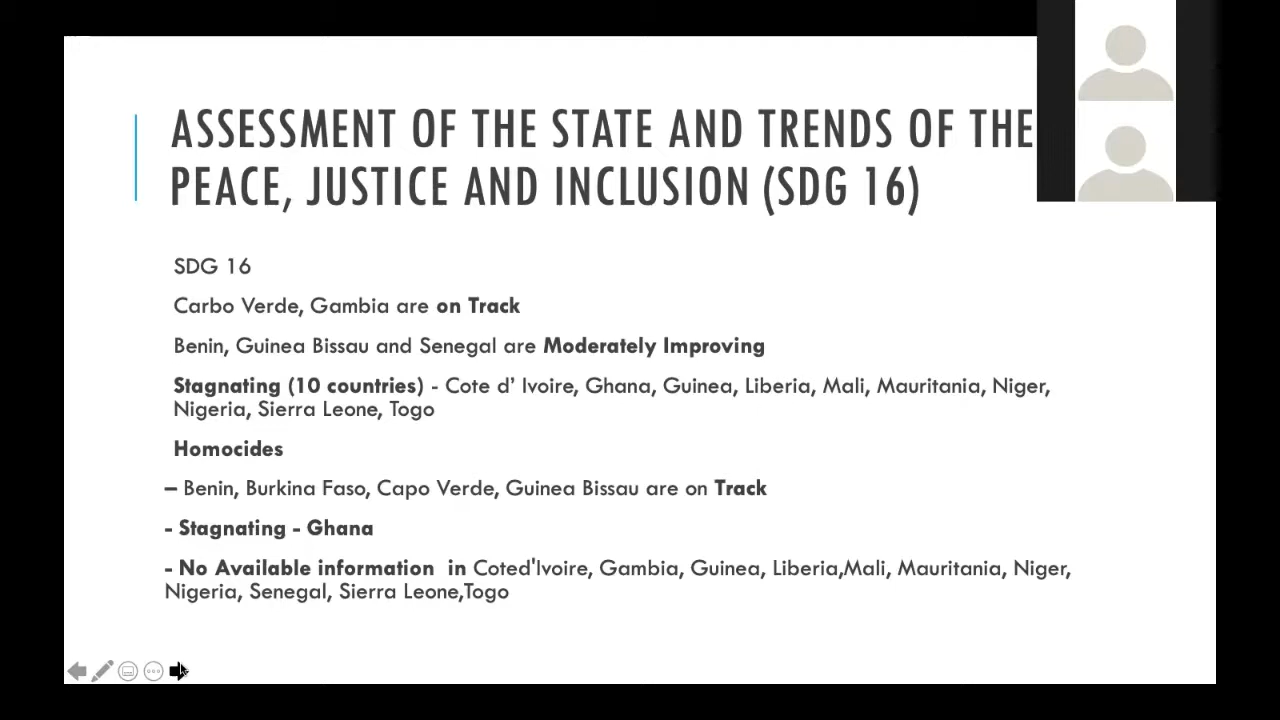 ASSESSMENT OF THE STATE AND TRENDS OF THE
PEACE, JUSTICE AND INCLUSION (SDG 16)
SDG 16
Carbo Verde, Gambia are on Track
Benin, Guinea Bissau and Senegal are Moderately Improving
Stagnating (10 countries) - Cote d’ Ivoire, Ghana, Guinea, Liberia, Mali, Mauritania, Niger,
Nigeria, Sierra Leone, Togo
Homocides
– Benin, Burkina Faso, Capo Verde, Guinea Bissau are on Track
- Stagnating - Ghana
- No Available information in Coted'Ivoire, Gambia, Guinea, Liberia,Mali, Mauritania, Niger,
Nigeria, Senegal, Sierra Leone,Togo